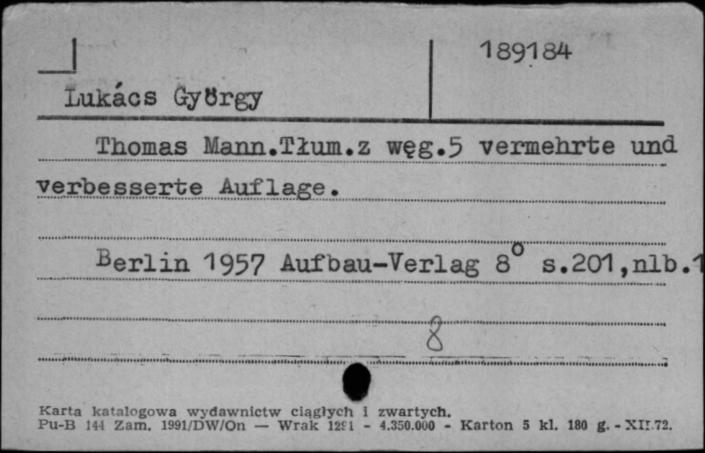 189184
Lukács György
Thomas Mann.Tłum.z węg.5 vermehrte und
verbesserte Auflage.
Berlin 1957 Aufbau-Verlag 8° s.201,nlb.1
8
Karta katalogowa wydawnictw ciągłych i zwartych.
Pu-B 144 Zam. 1991/DW/On — Wrak 1291 - 4.350.000 - Karton 5 kl. 180 g. - XII.72.